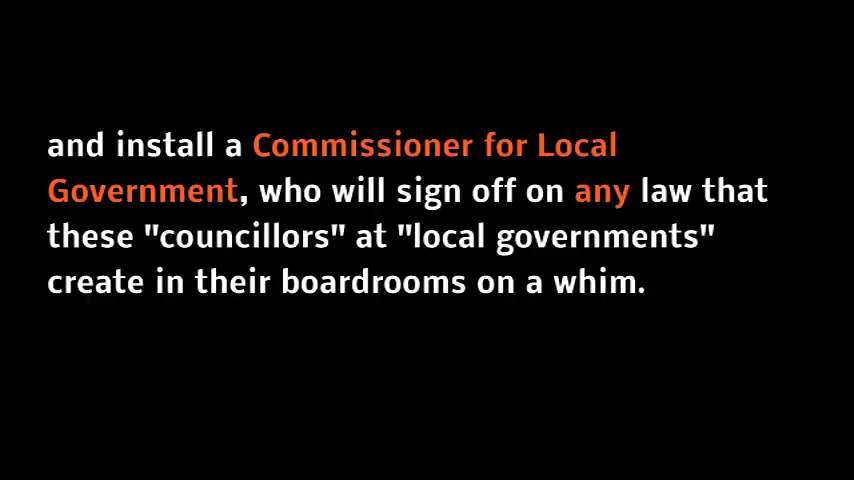 and install a Commissioner for Local
Government, who will sign off on any law that
these "councillors" at "local governments"
create in their boardrooms on a whim.